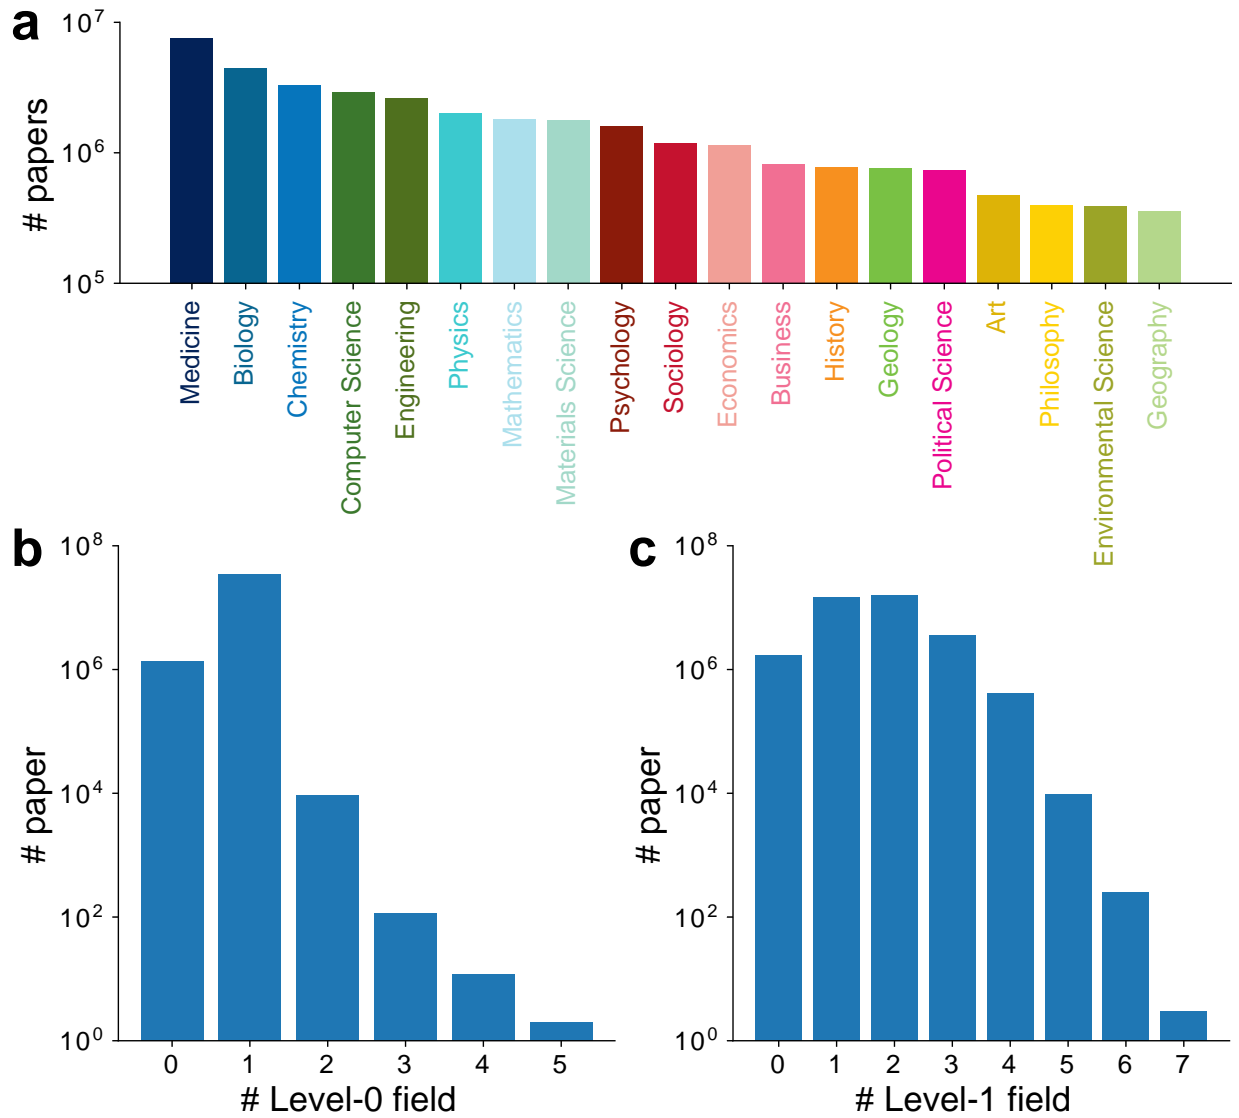 a
# papers
10⁷
10⁶
10⁵
Medicine
Biology
Chemistry
Computer Science
Engineering
Physics
Mathematics
Materials Science
Psychology
Sociology
Economics
Business
History
Geology
Political Science
Art
Philosophy
Environmental Science
Geography
b
# paper
10⁸
10⁶
10⁴
10²
10⁰
0 1 2 3 4 5
# Level-0 field
c
# paper
10⁸
10⁶
10⁴
10²
10⁰
0 1 2 3 4 5 6 7
# Level-1 field